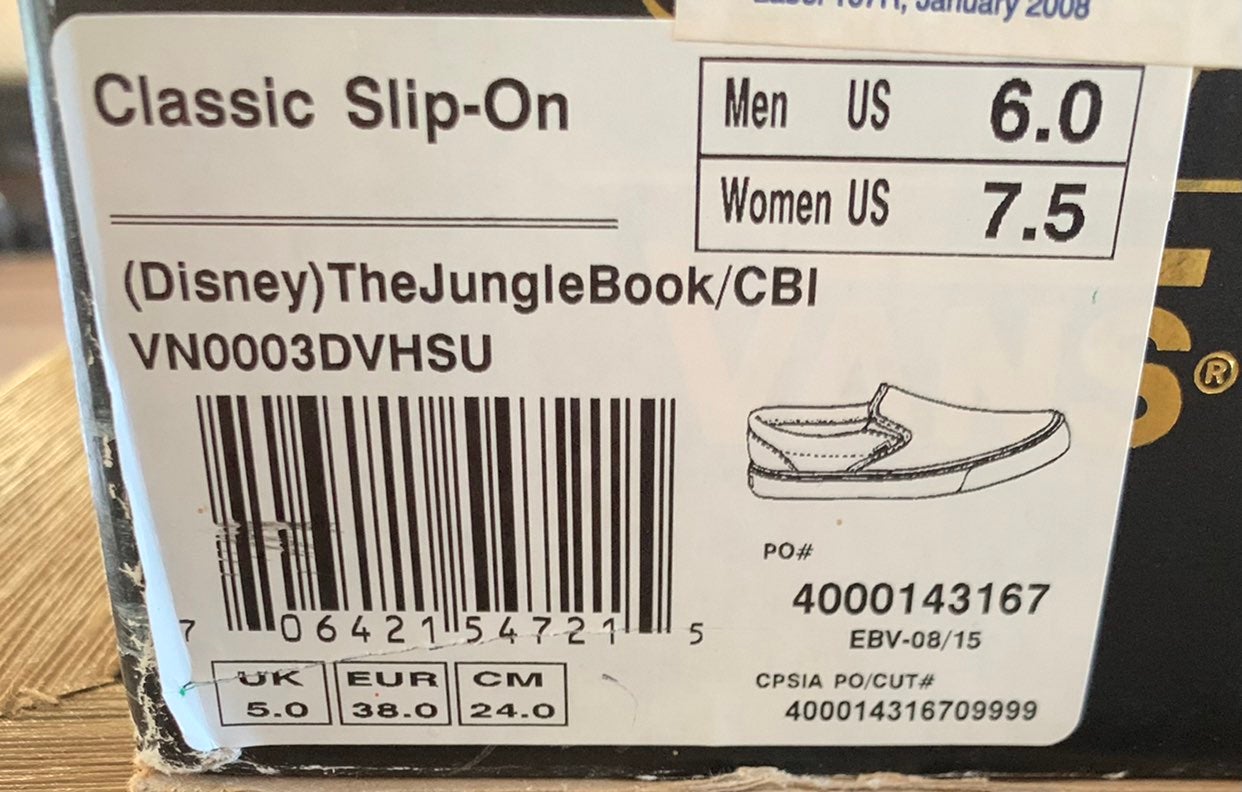 January 2008
Classic Slip-On
Men US 6.0
Women US 7.5
(Disney)TheJungleBook/CBI
VN0003DVHSU
S®
PO#
4000143167
EBV-08/15
7 06421 54721 5
UK EUR CM
5.0 38.0 24.0
CPSIA PO/CUT#
400014316709999